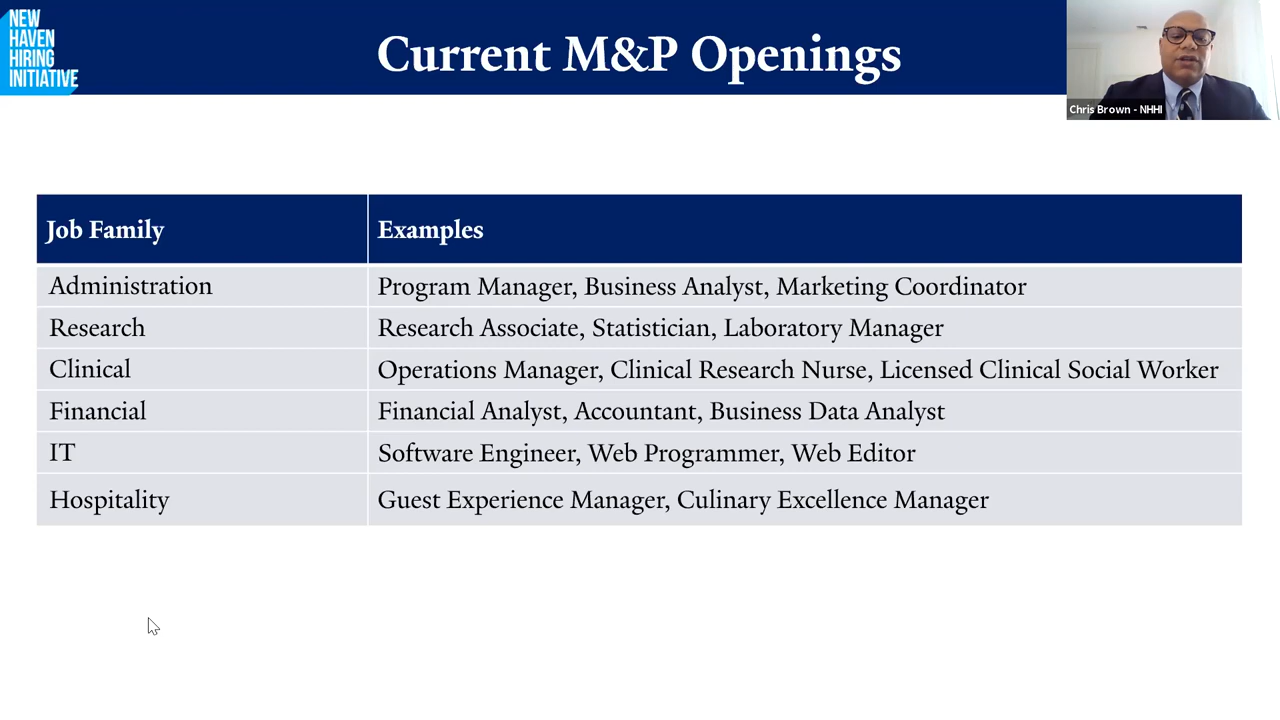 NEW
HAVEN
HIRING
INITIATIVE
Current M&P Openings
Chris Brown - NHHI
Job Family Examples
Administration Program Manager, Business Analyst, Marketing Coordinator
Research Research Associate, Statistician, Laboratory Manager
Clinical Operations Manager, Clinical Research Nurse, Licensed Clinical Social Worker
Financial Financial Analyst, Accountant, Business Data Analyst
IT Software Engineer, Web Programmer, Web Editor
Hospitality Guest Experience Manager, Culinary Excellence Manager